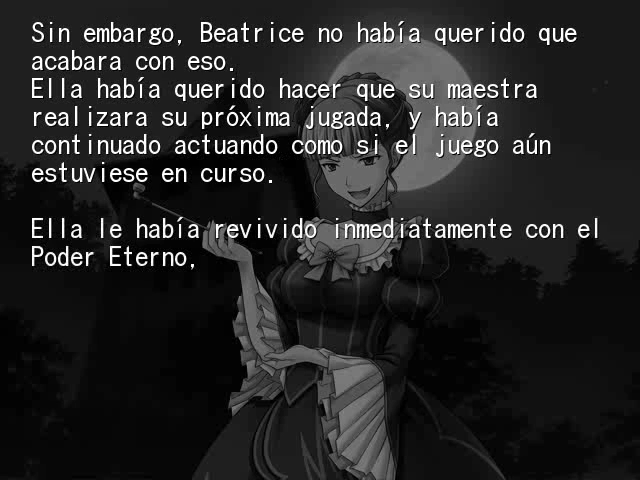 Sin embargo, Beatrice no había querido que
acabara con eso.
Ella había querido hacer que su maestra
realizara su próxima jugada, y había
continuado actuando como si el juego aún
estuviese en curso.
Ella le había revivido inmediatamente con el
Poder Eterno,